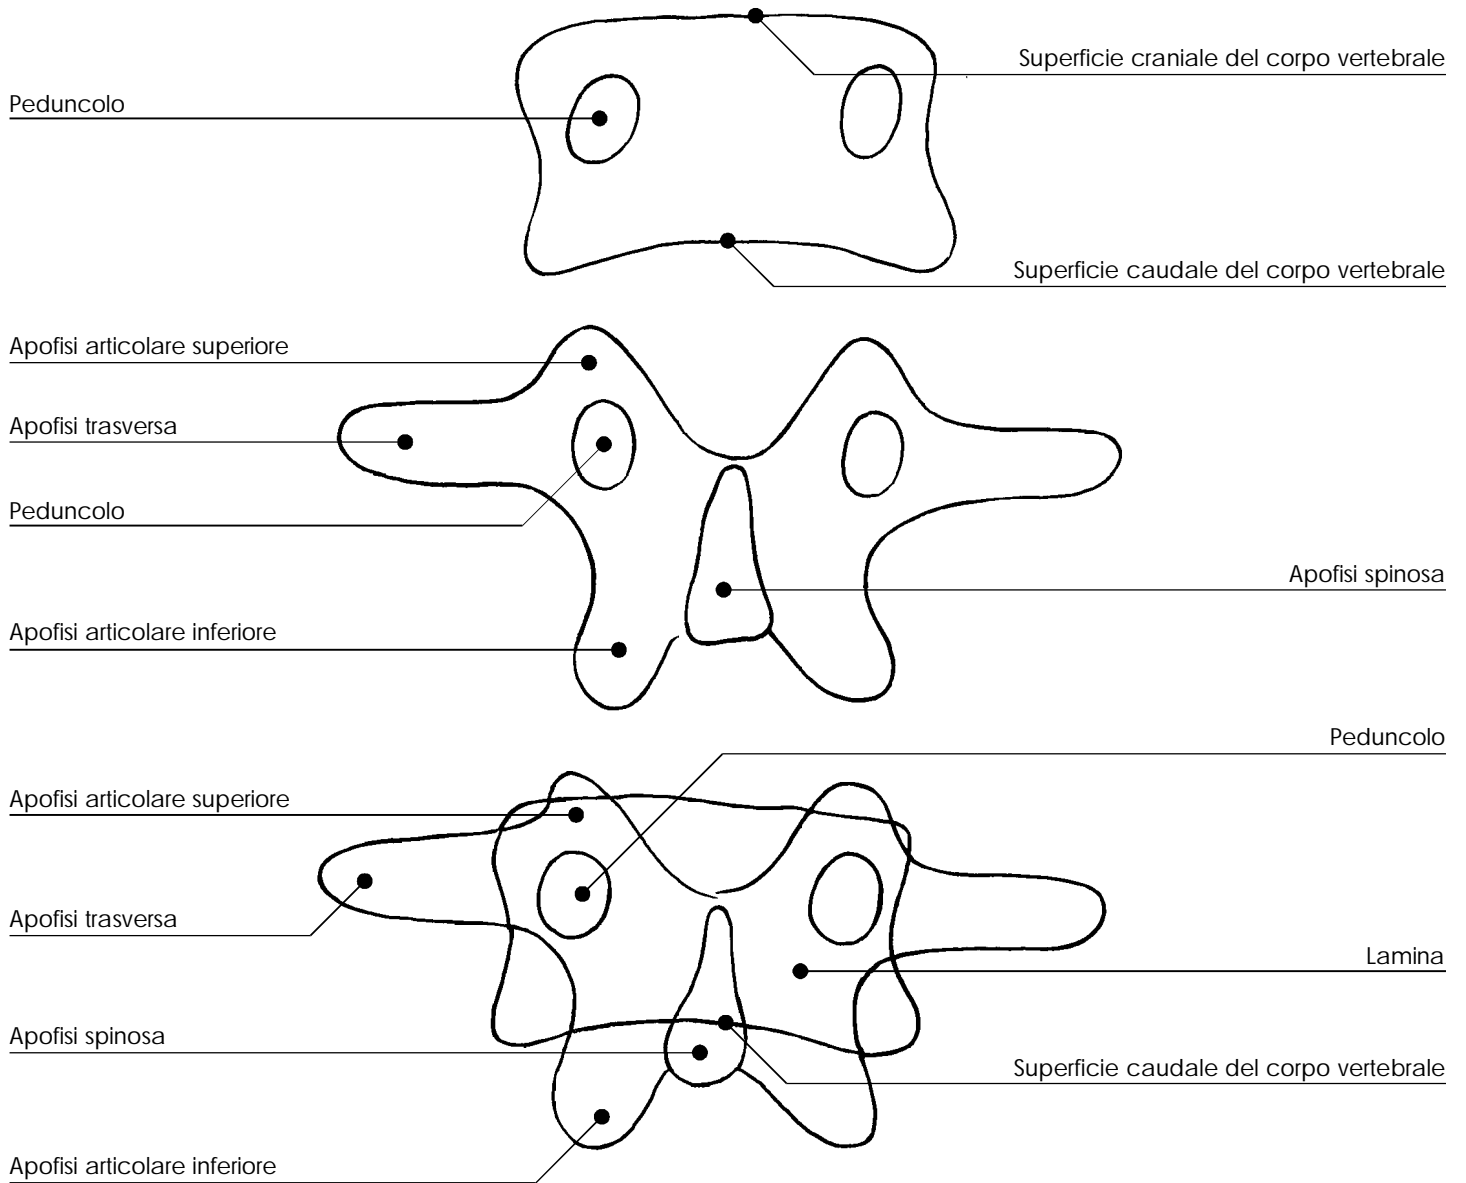 Superficie craniale del corpo vertebrale
Peduncolo
Superficie caudale del corpo vertebrale
Apofisi articolare superiore
Apofisi trasversa
Peduncolo
Apofisi spinosa
Apofisi articolare inferiore
Peduncolo
Apofisi articolare superiore
Apofisi trasversa
Lamina
Apofisi spinosa
Superficie caudale del corpo vertebrale
Apofisi articolare inferiore